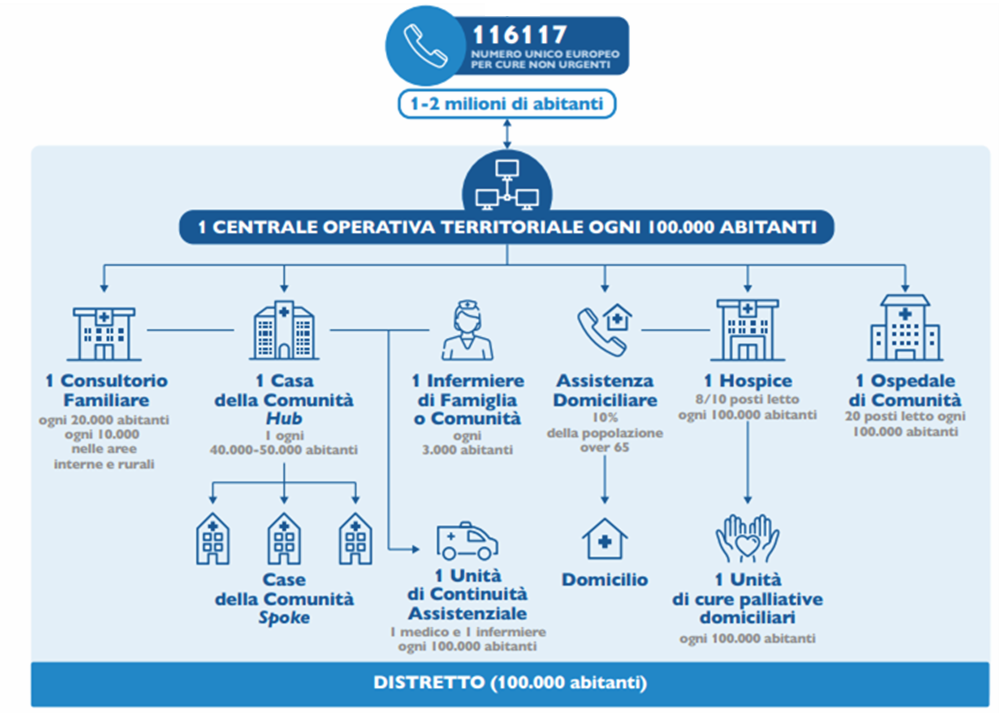 116117
NUMERO UNICO EUROPEO
PER CURE NON URGENTI
1-2 milioni di abitanti
1 CENTRALE OPERATIVA TERRITORIALE OGNI 100.000 ABITANTI
1 Consultorio
Familiare
ogni 20.000 abitanti
ogni 10.000
nelle aree
interne e rurali
1 Casa
della Comunità
Hub
1 ogni
40.000-50.000 abitanti
1 Infermiere
di Famiglia
o Comunità
ogni
3.000 abitanti
Assistenza
Domiciliare
10%
della popolazione
over 65
1 Hospice
8/10 posti letto
ogni 100.000 abitanti
1 Ospedale
di Comunità
20 posti letto ogni
100.000 abitanti
Case
della Comunità
Spoke
1 Unità
di Continuità
Assistenziale
1 medico e 1 infermiere
ogni 100.000 abitanti
Domicilio
1 Unità
di cure palliative
domiciliari
ogni 100.000 abitanti
DISTRETTO (100.000 abitanti)